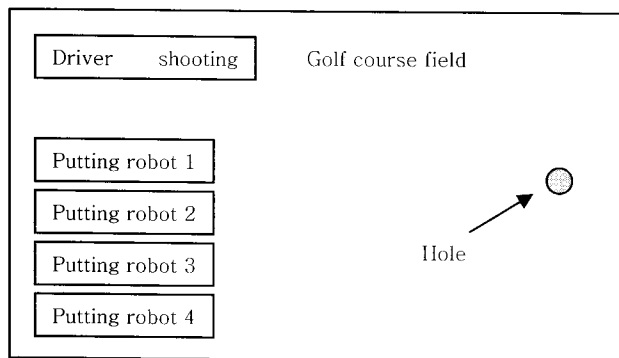 Driver shooting Golf course field
Putting robot 1
Putting robot 2
Putting robot 3
Putting robot 4
Hole